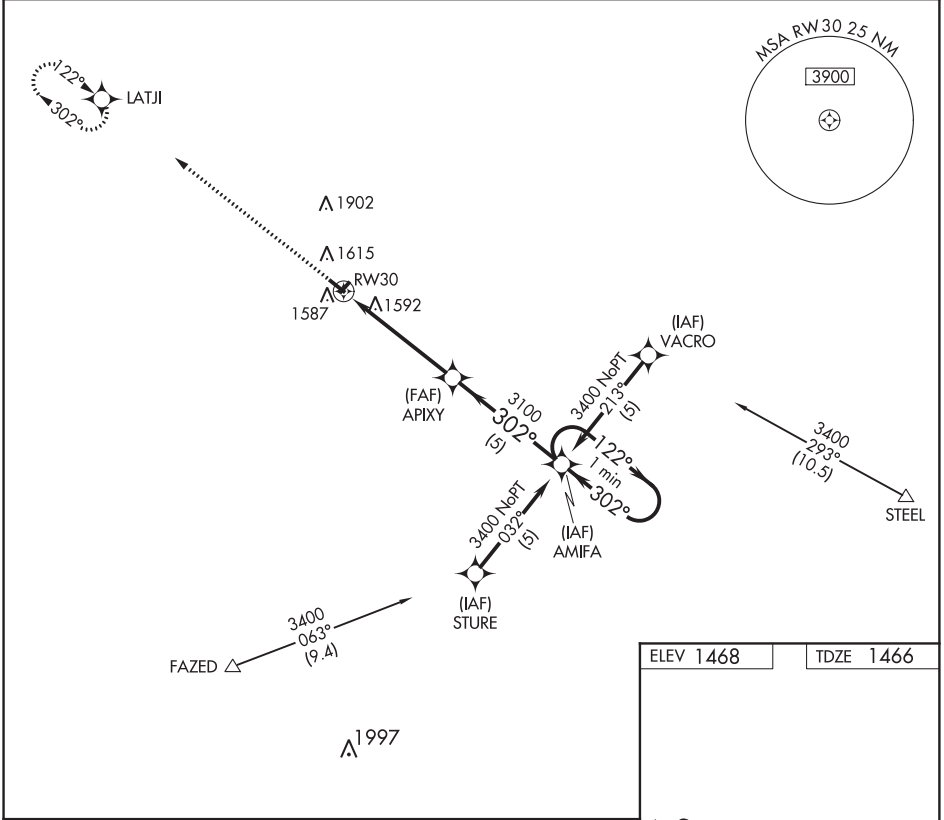 MSA RW30 25 NM
3900
122°
302°
LATJI
1902
1615
RW30
1587
1592
(IAF)
VACRO
3400 NoPT
213°
(5)
(FAF)
APIXY
3100
302°
(5)
122°
1 min
302°
3400
293°
(10.5)
STEEL
3400 NoPT
032°
(5)
(IAF)
AMIFA
(IAF)
STURE
3400
063°
(9.4)
FAZED
ELEV 1468
TDZE 1466
1997